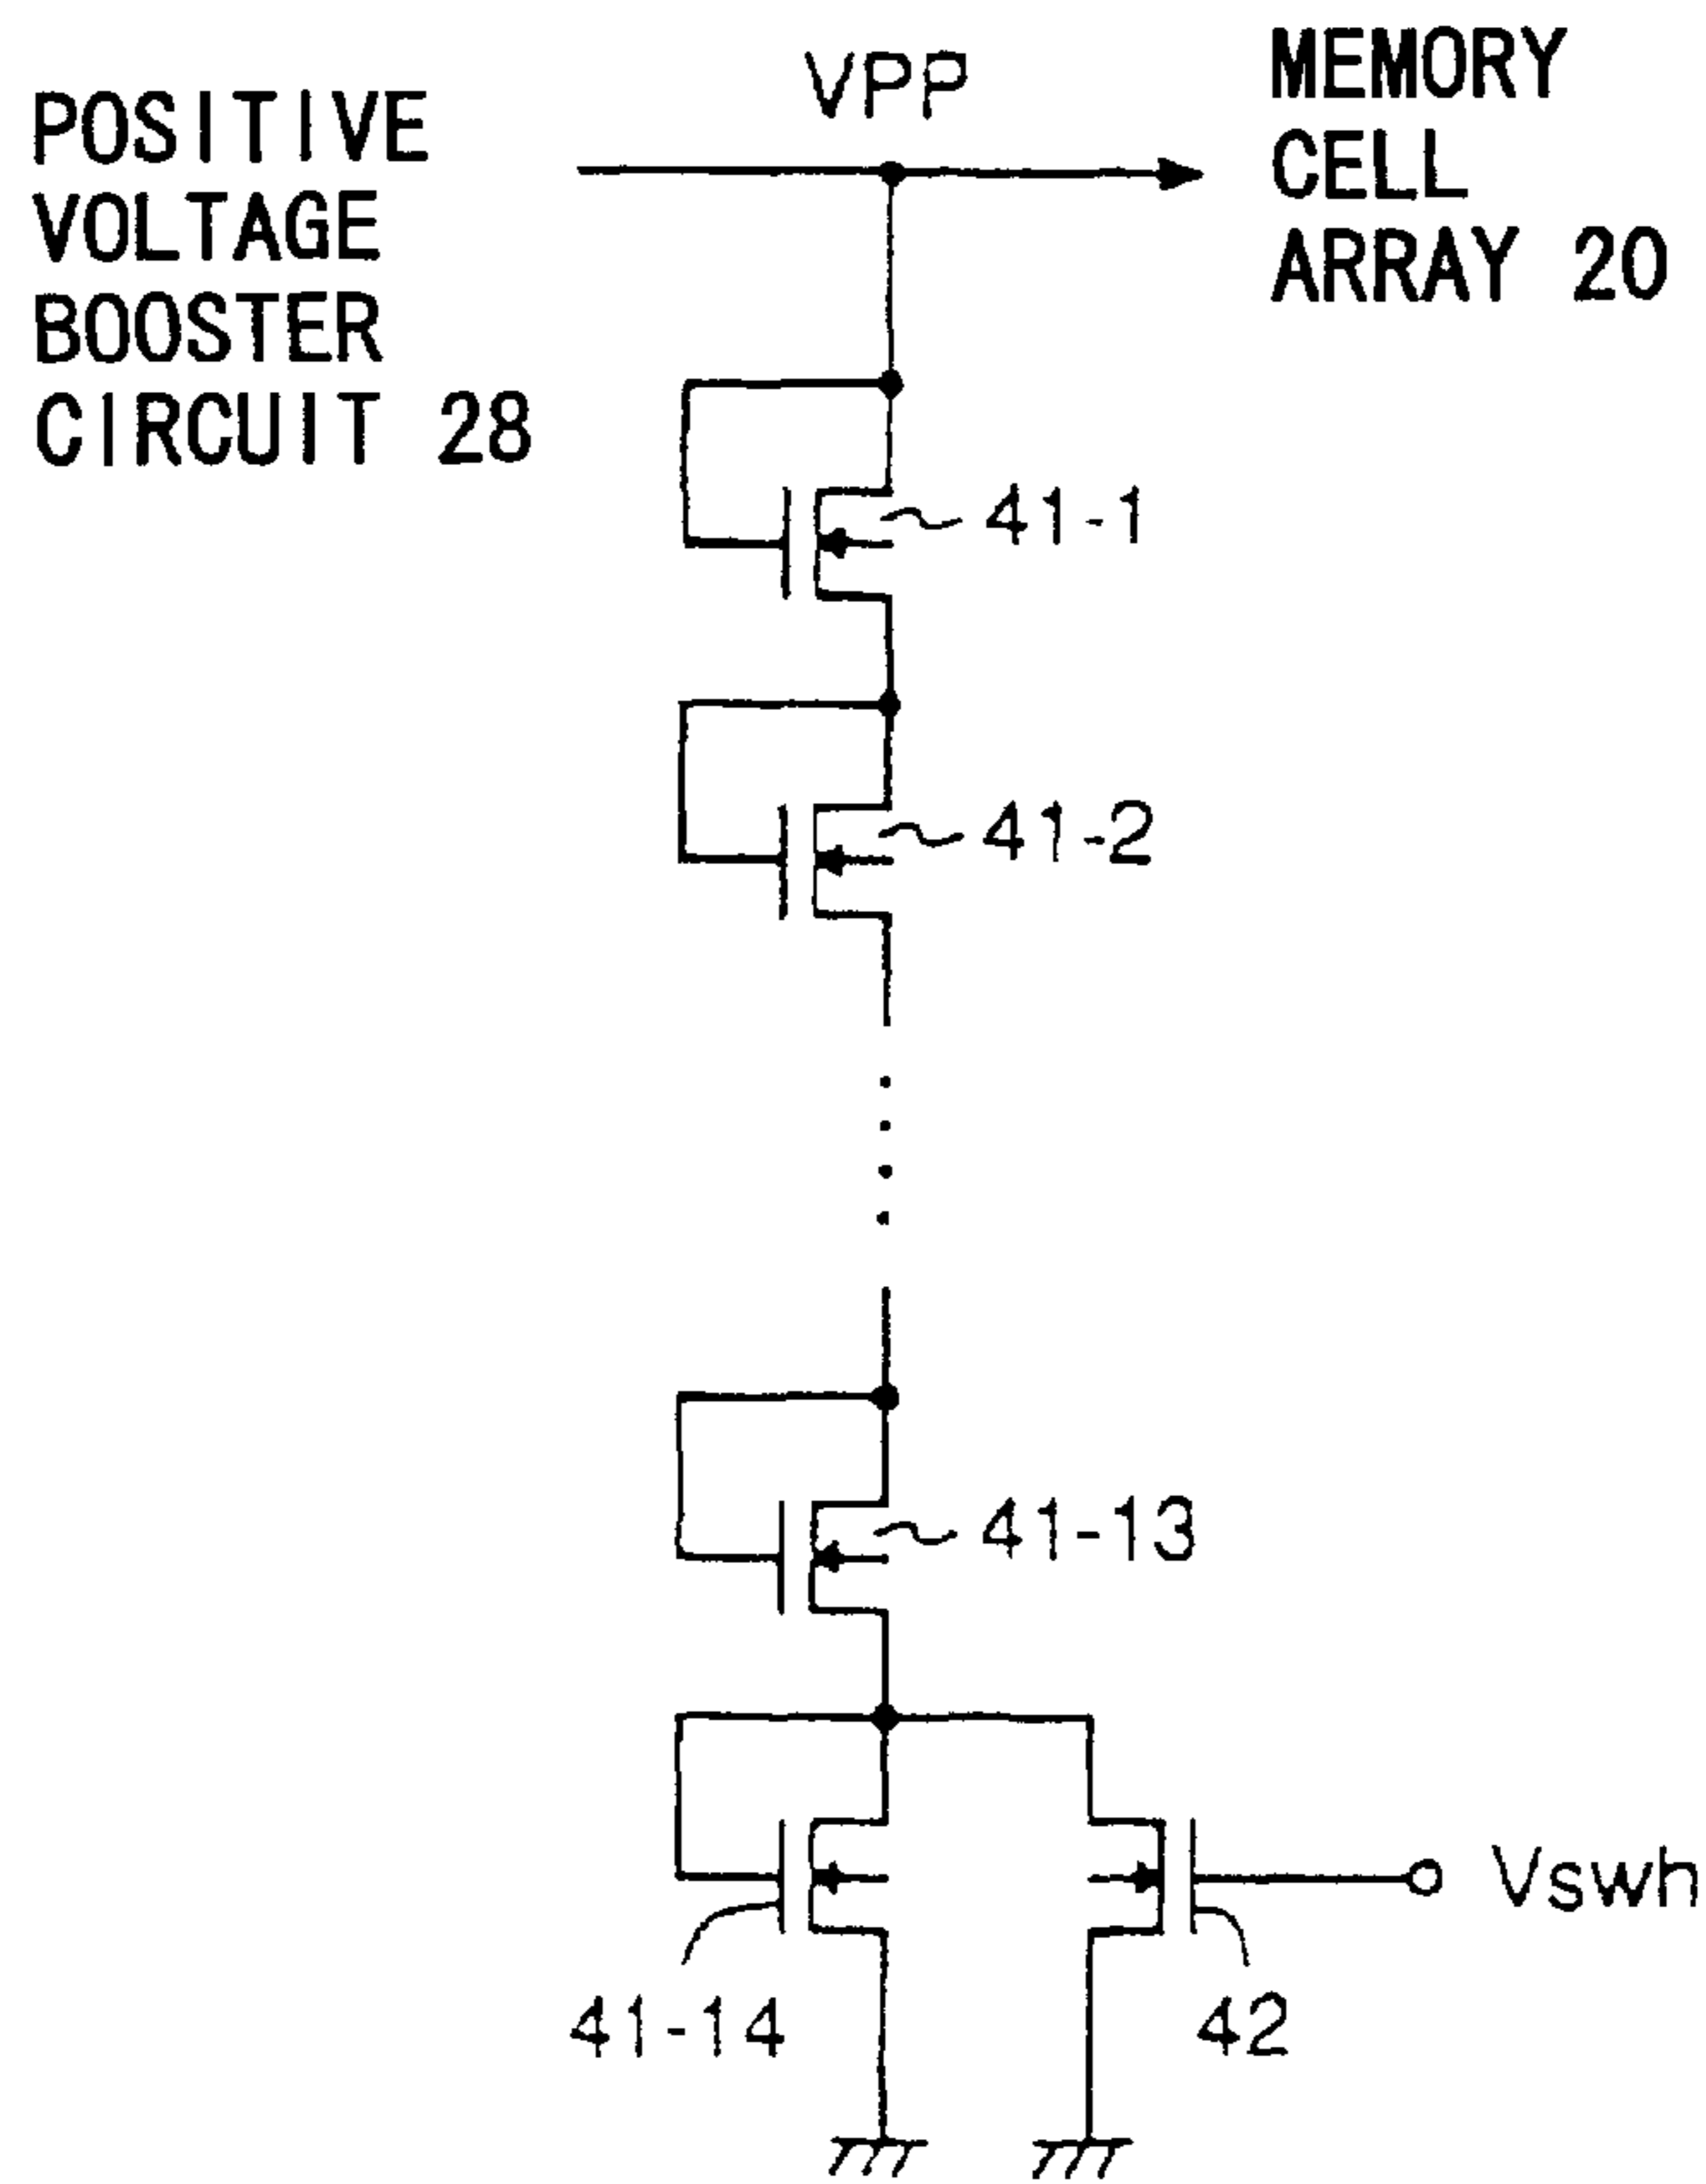 POSITIVE
VOLTAGE
BOOSTER
CIRCUIT 28
VPP
MEMORY
CELL
ARRAY 20
41-1
41-2
41-13
41-14
42
Vswh